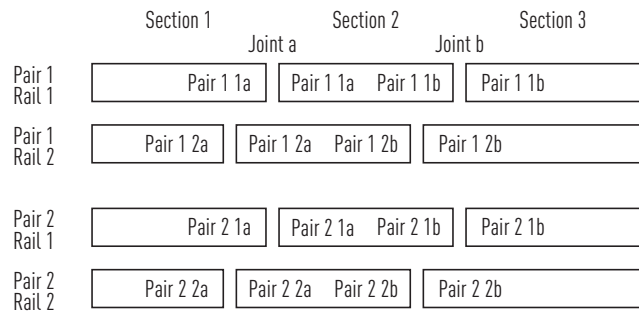 Section 1 Section 2 Section 3
Joint a Joint b
Pair 1
Rail 1
Pair 1 1a Pair 1 1a Pair 1 1b Pair 1 1b
Pair 1
Rail 2
Pair 1 2a Pair 1 2a Pair 1 2b Pair 1 2b
Pair 2
Rail 1
Pair 2 1a Pair 2 1a Pair 2 1b Pair 2 1b
Pair 2
Rail 2
Pair 2 2a Pair 2 2a Pair 2 2b Pair 2 2b